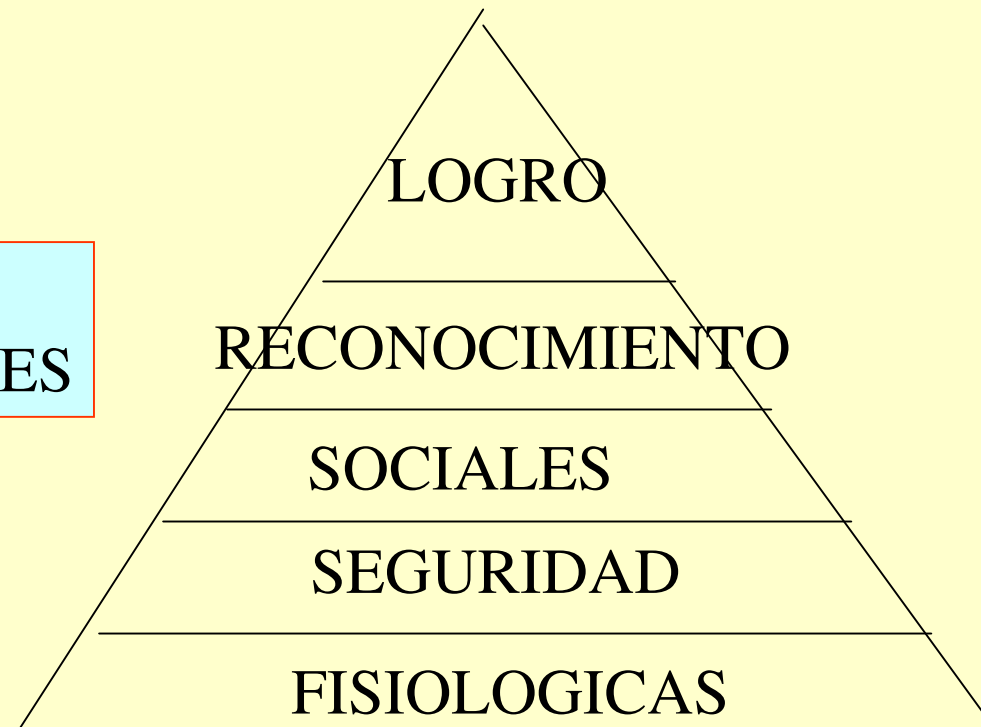 LOGRO
RECONOCIMIENTO
ES
SOCIALES
SEGURIDAD
FISIOLOGICAS